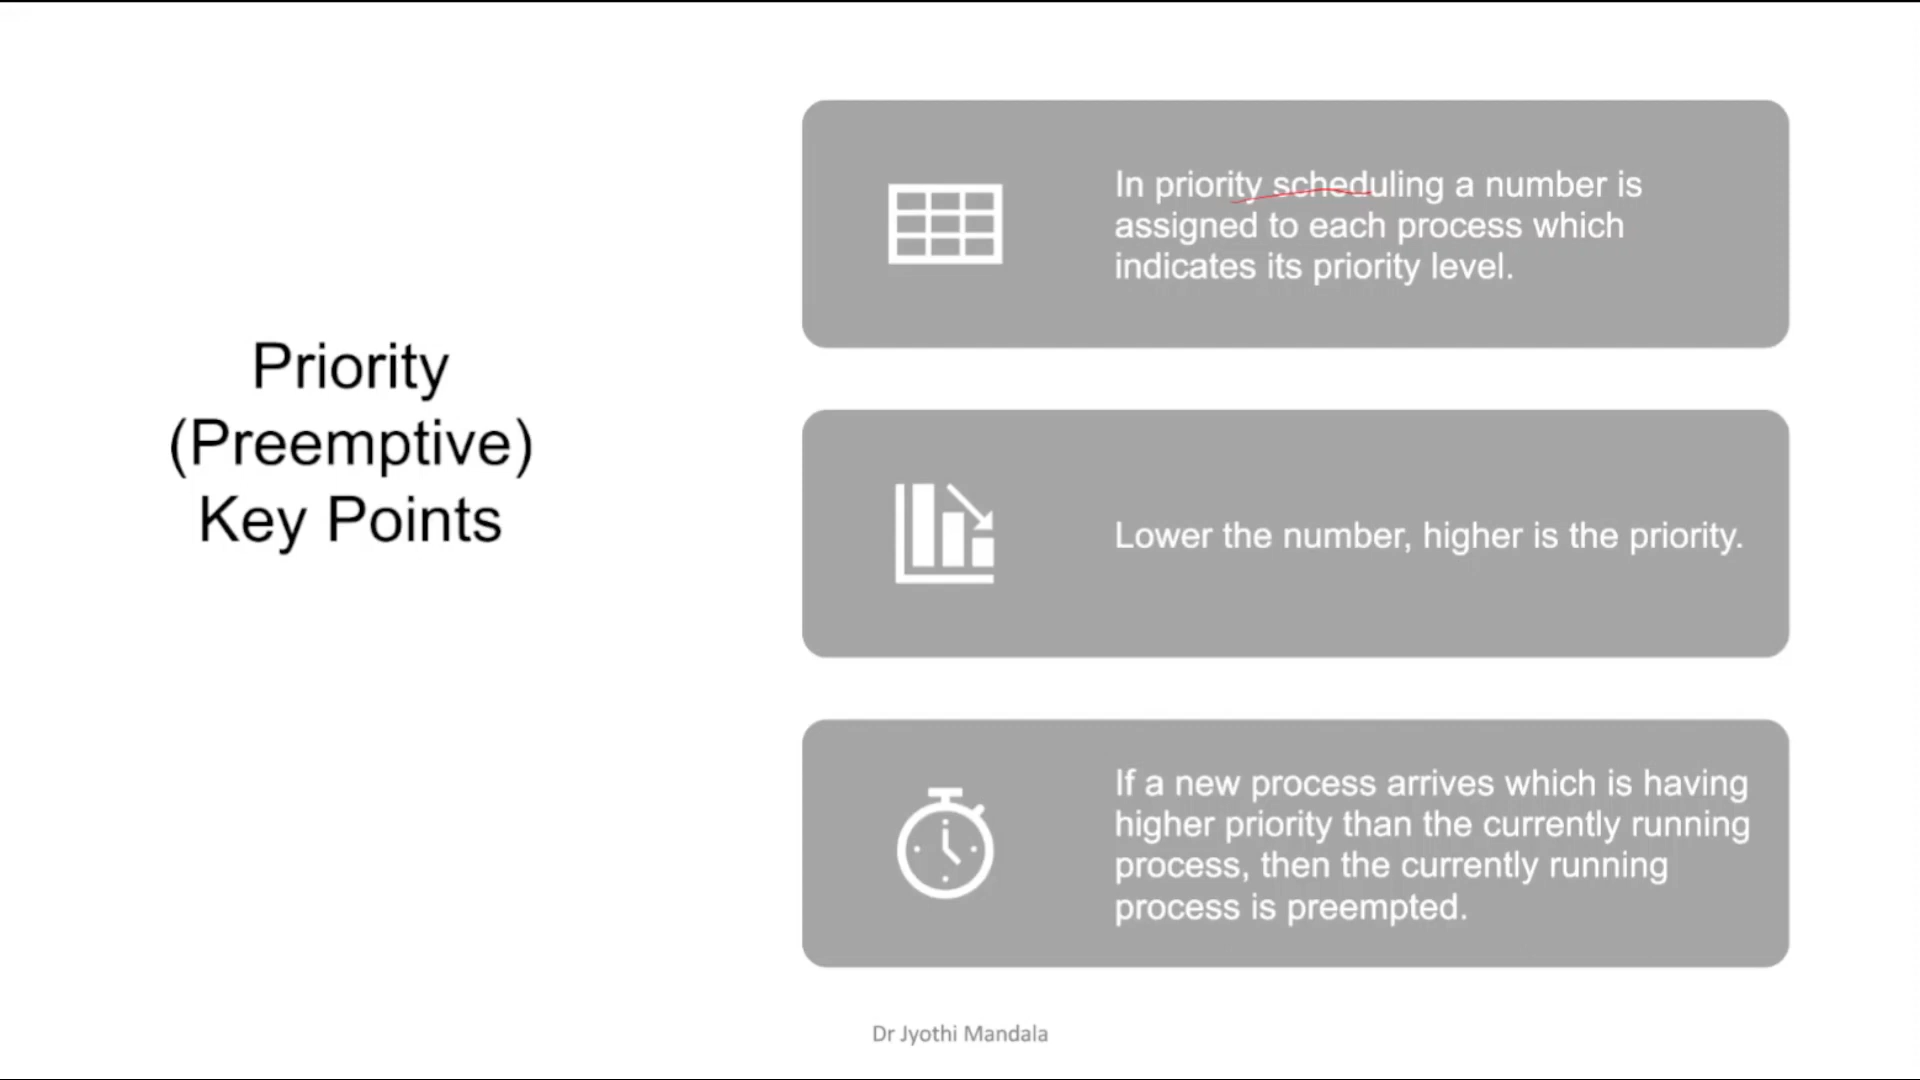 Priority
(Preemptive)
Key Points
In priority scheduling a number is
assigned to each process which
indicates its priority level.
Lower the number, higher is the priority.
If a new process arrives which is having
higher priority than the currently running
process, then the currently running
process is preempted.
Dr Jyothi Mandala